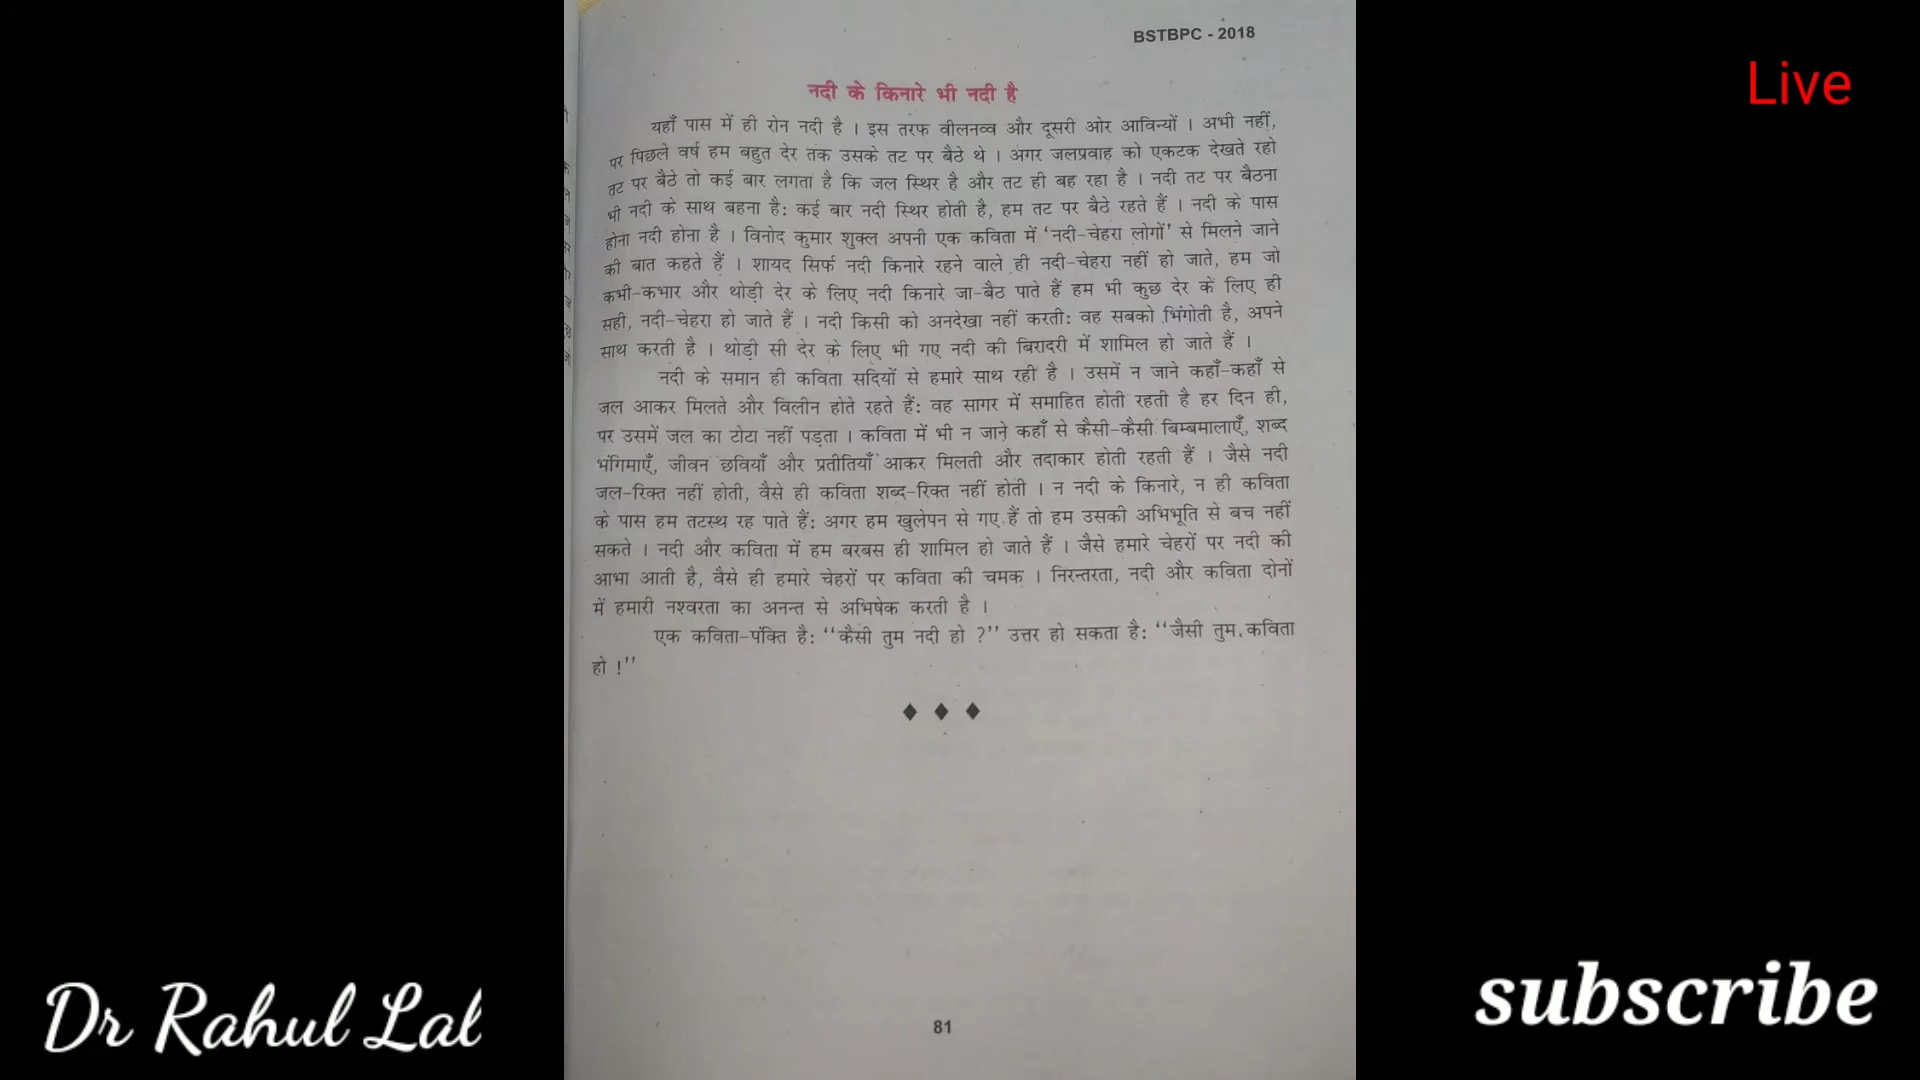 BSTBPC - 2018
Live
नदी के किनारे भी नदी है
यहाँ पास में ही रोन नदी है । इस तरफ वीलनव्व और दूसरी ओर आविन्यों । अभी नहीं,
पर पिछले वर्ष हम बहुत देर तक उसके तट पर बैठे थे । अगर जलप्रवाह को एकटक देखते रहो
तट पर बैठे तो कई बार लगता है कि जल स्थिर है और तट ही बह रहा है । नदी तट पर बैठना
भी नदी के साथ बहना है: कई बार नदी स्थिर होती है, हम तट पर बैठे रहते हैं । नदी के पास
होना नदी होना है । विनोद कुमार शुक्ल अपनी एक कविता में ‘नदी-चेहरा लोगों’ से मिलने जाने
की बात कहते हैं । शायद सिर्फ नदी किनारे रहने वाले ही नदी-चेहरा नहीं हो जाते, हम जो
कभी-कभार और थोड़ी देर के लिए नदी किनारे जा-बैठ पाते हैं हम भी कुछ देर के लिए ही
सही, नदी-चेहरा हो जाते हैं । नदी किसी को अनदेखा नहीं करती: वह सबको भिंगोती है, अपने
साथ करती है । थोड़ी सी देर के लिए भी गए नदी की बिरादरी में शामिल हो जाते हैं ।
नदी के समान ही कविता सदियों से हमारे साथ रही है । उसमें न जाने कहाँ-कहाँ से
जल आकर मिलते और विलीन होते रहते हैं: वह सागर में समाहित होती रहती है हर दिन ही,
पर उसमें जल का टोटा नहीं पड़ता । कविता में भी न जाने कहाँ से कैसी-कैसी बिम्बमालाएँ, शब्द
भंगिमाएँ, जीवन छवियाँ और प्रतीतियाँ आकर मिलती और तदाकार होती रहती हैं । जैसे नदी
जल-रिक्त नहीं होती, वैसे ही कविता शब्द-रिक्त नहीं होती । न नदी के किनारे, न ही कविता
के पास हम तटस्थ रह पाते हैं: अगर हम खुलेपन से गए हैं तो हम उसकी अभिभूति से बच नहीं
सकते । नदी और कविता में हम बरबस ही शामिल हो जाते हैं । जैसे हमारे चेहरों पर नदी की
आभा आती है, वैसे ही हमारे चेहरों पर कविता की चमक । निरन्तरता, नदी और कविता दोनों
में हमारी नश्वरता का अनन्त से अभिषेक करती है ।
एक कविता-पंक्ति है: “कैसी तुम नदी हो ?” उत्तर हो सकता है: “जैसी तुम कविता
हो !”
81
Dr Rahul Lal
subscribe